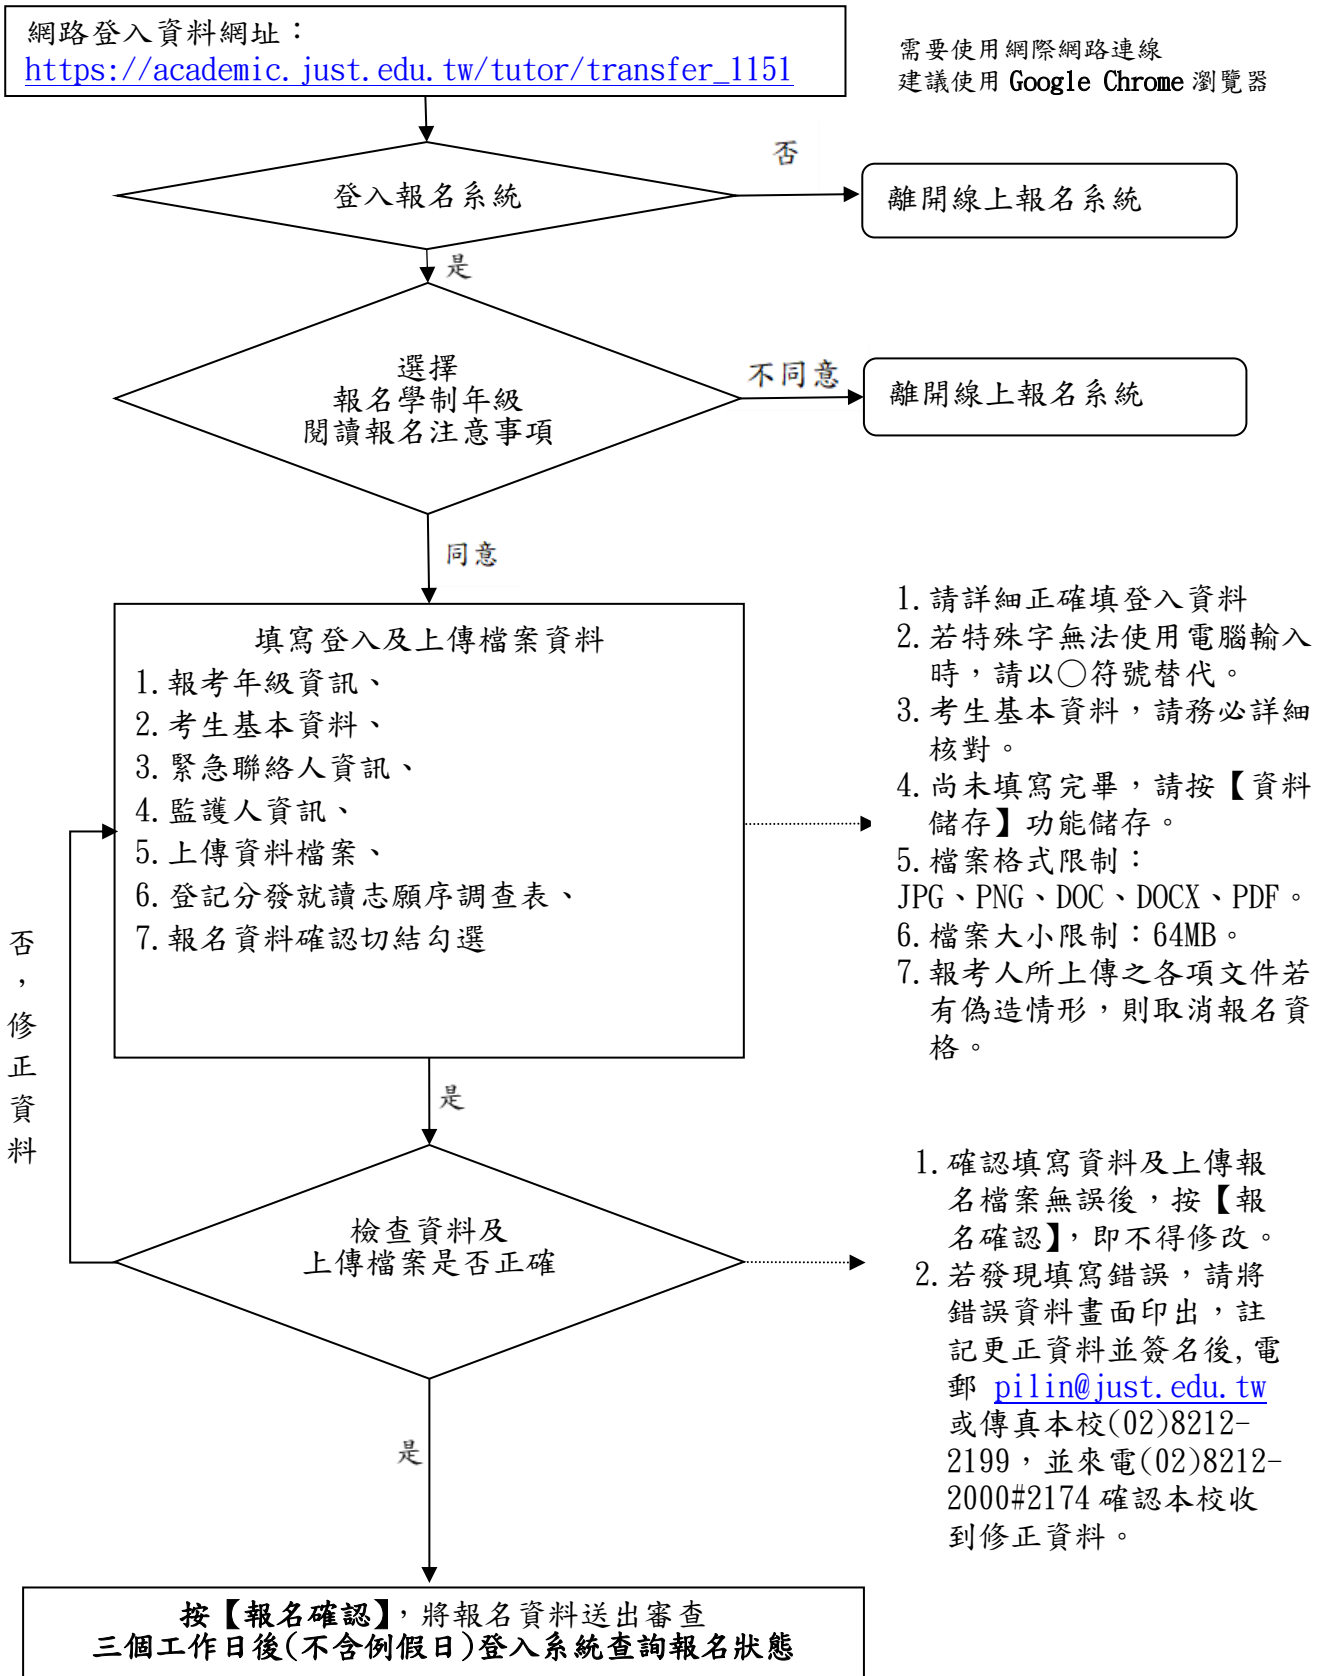 網路登入資料網址：
https://academic.just.edu.tw/tutor/transfer_1151
需要使用網際網路連線
建議使用 Google Chrome 瀏覽器
否
登入報名系統
離開線上報名系統
是
選擇
報名學制年級
閱讀報名注意事項
不同意
離開線上報名系統
同意
填寫登入及上傳檔案資料
1.報考年級資訊、
2.考生基本資料、
3.緊急聯絡人資訊、
4.監護人資訊、
5.上傳資料檔案、
6.登記分發就讀志願序調查表、
7.報名資料確認切結勾選
1.請詳細正確填登入資料
2.若特殊字無法使用電腦輸入
時，請以○符號替代。
3.考生基本資料，請務必詳細
核對。
4.尚未填寫完畢，請按【資料
儲存】功能儲存。
5.檔案格式限制：
JPG、PNG、DOC、DOCX、PDF。
6.檔案大小限制：64MB。
7.報考人所上傳之各項文件若
有偽造情形，則取消報名資
格。
否，修正資料
是
檢查資料及
上傳檔案是否正確
1.確認填寫資料及上傳報
名檔案無誤後，按【報
名確認】，即不得修改。
2.若發現填寫錯誤，請將
錯誤資料畫面印出，註
記更正資料並簽名後,電
郵 pilin@just.edu.tw
或傳真本校(02)8212-
2199，並來電(02)8212-
2000#2174 確認本校收
到修正資料。
是
按【報名確認】，將報名資料送出審查
三個工作日後(不含例假日)登入系統查詢報名狀態